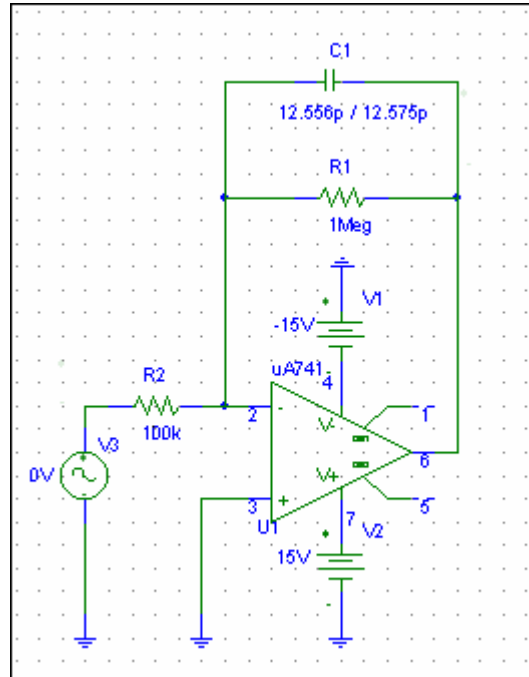 C1
12.556p / 12.575p
R1
1Meg
V1
-15V
uA741
4
R2
2
-
V-
1
100k
V3
6
0V
V+
3
+
5
U1
7
V2
15V